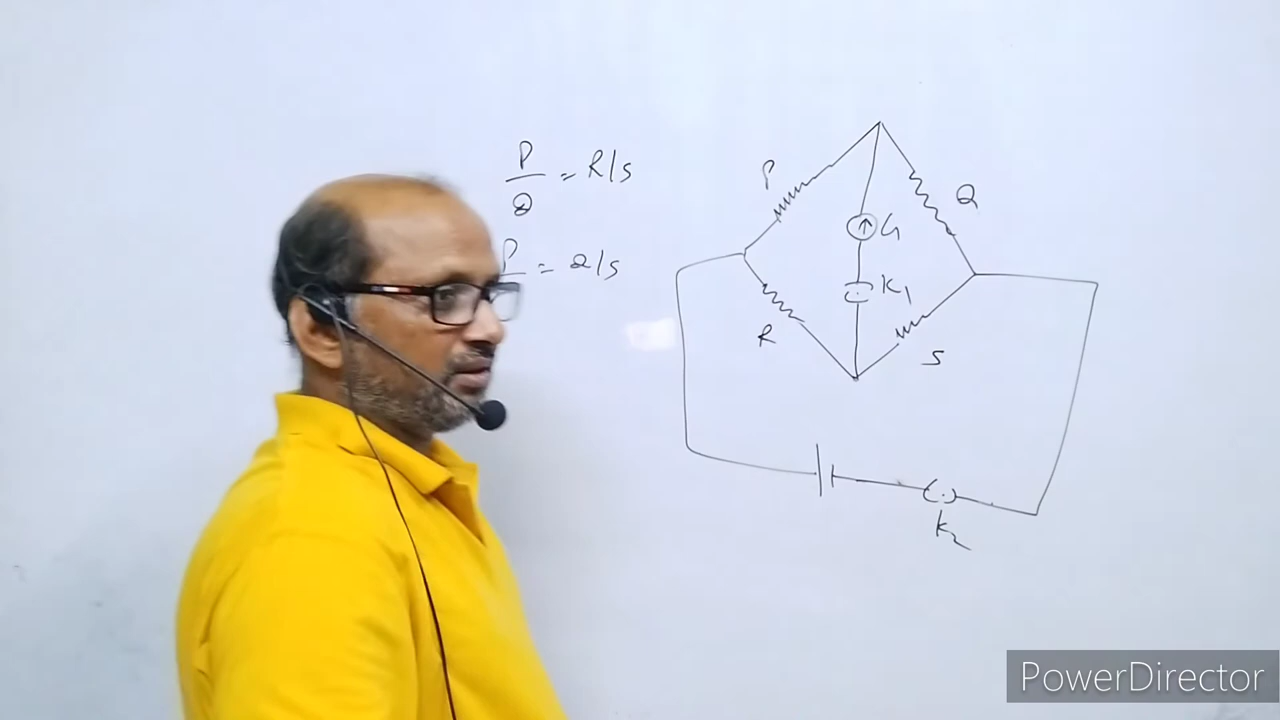 P
— = R/s
Q
P
— = Q/s
P
Q
G
K1
R
S
K2
PowerDirector